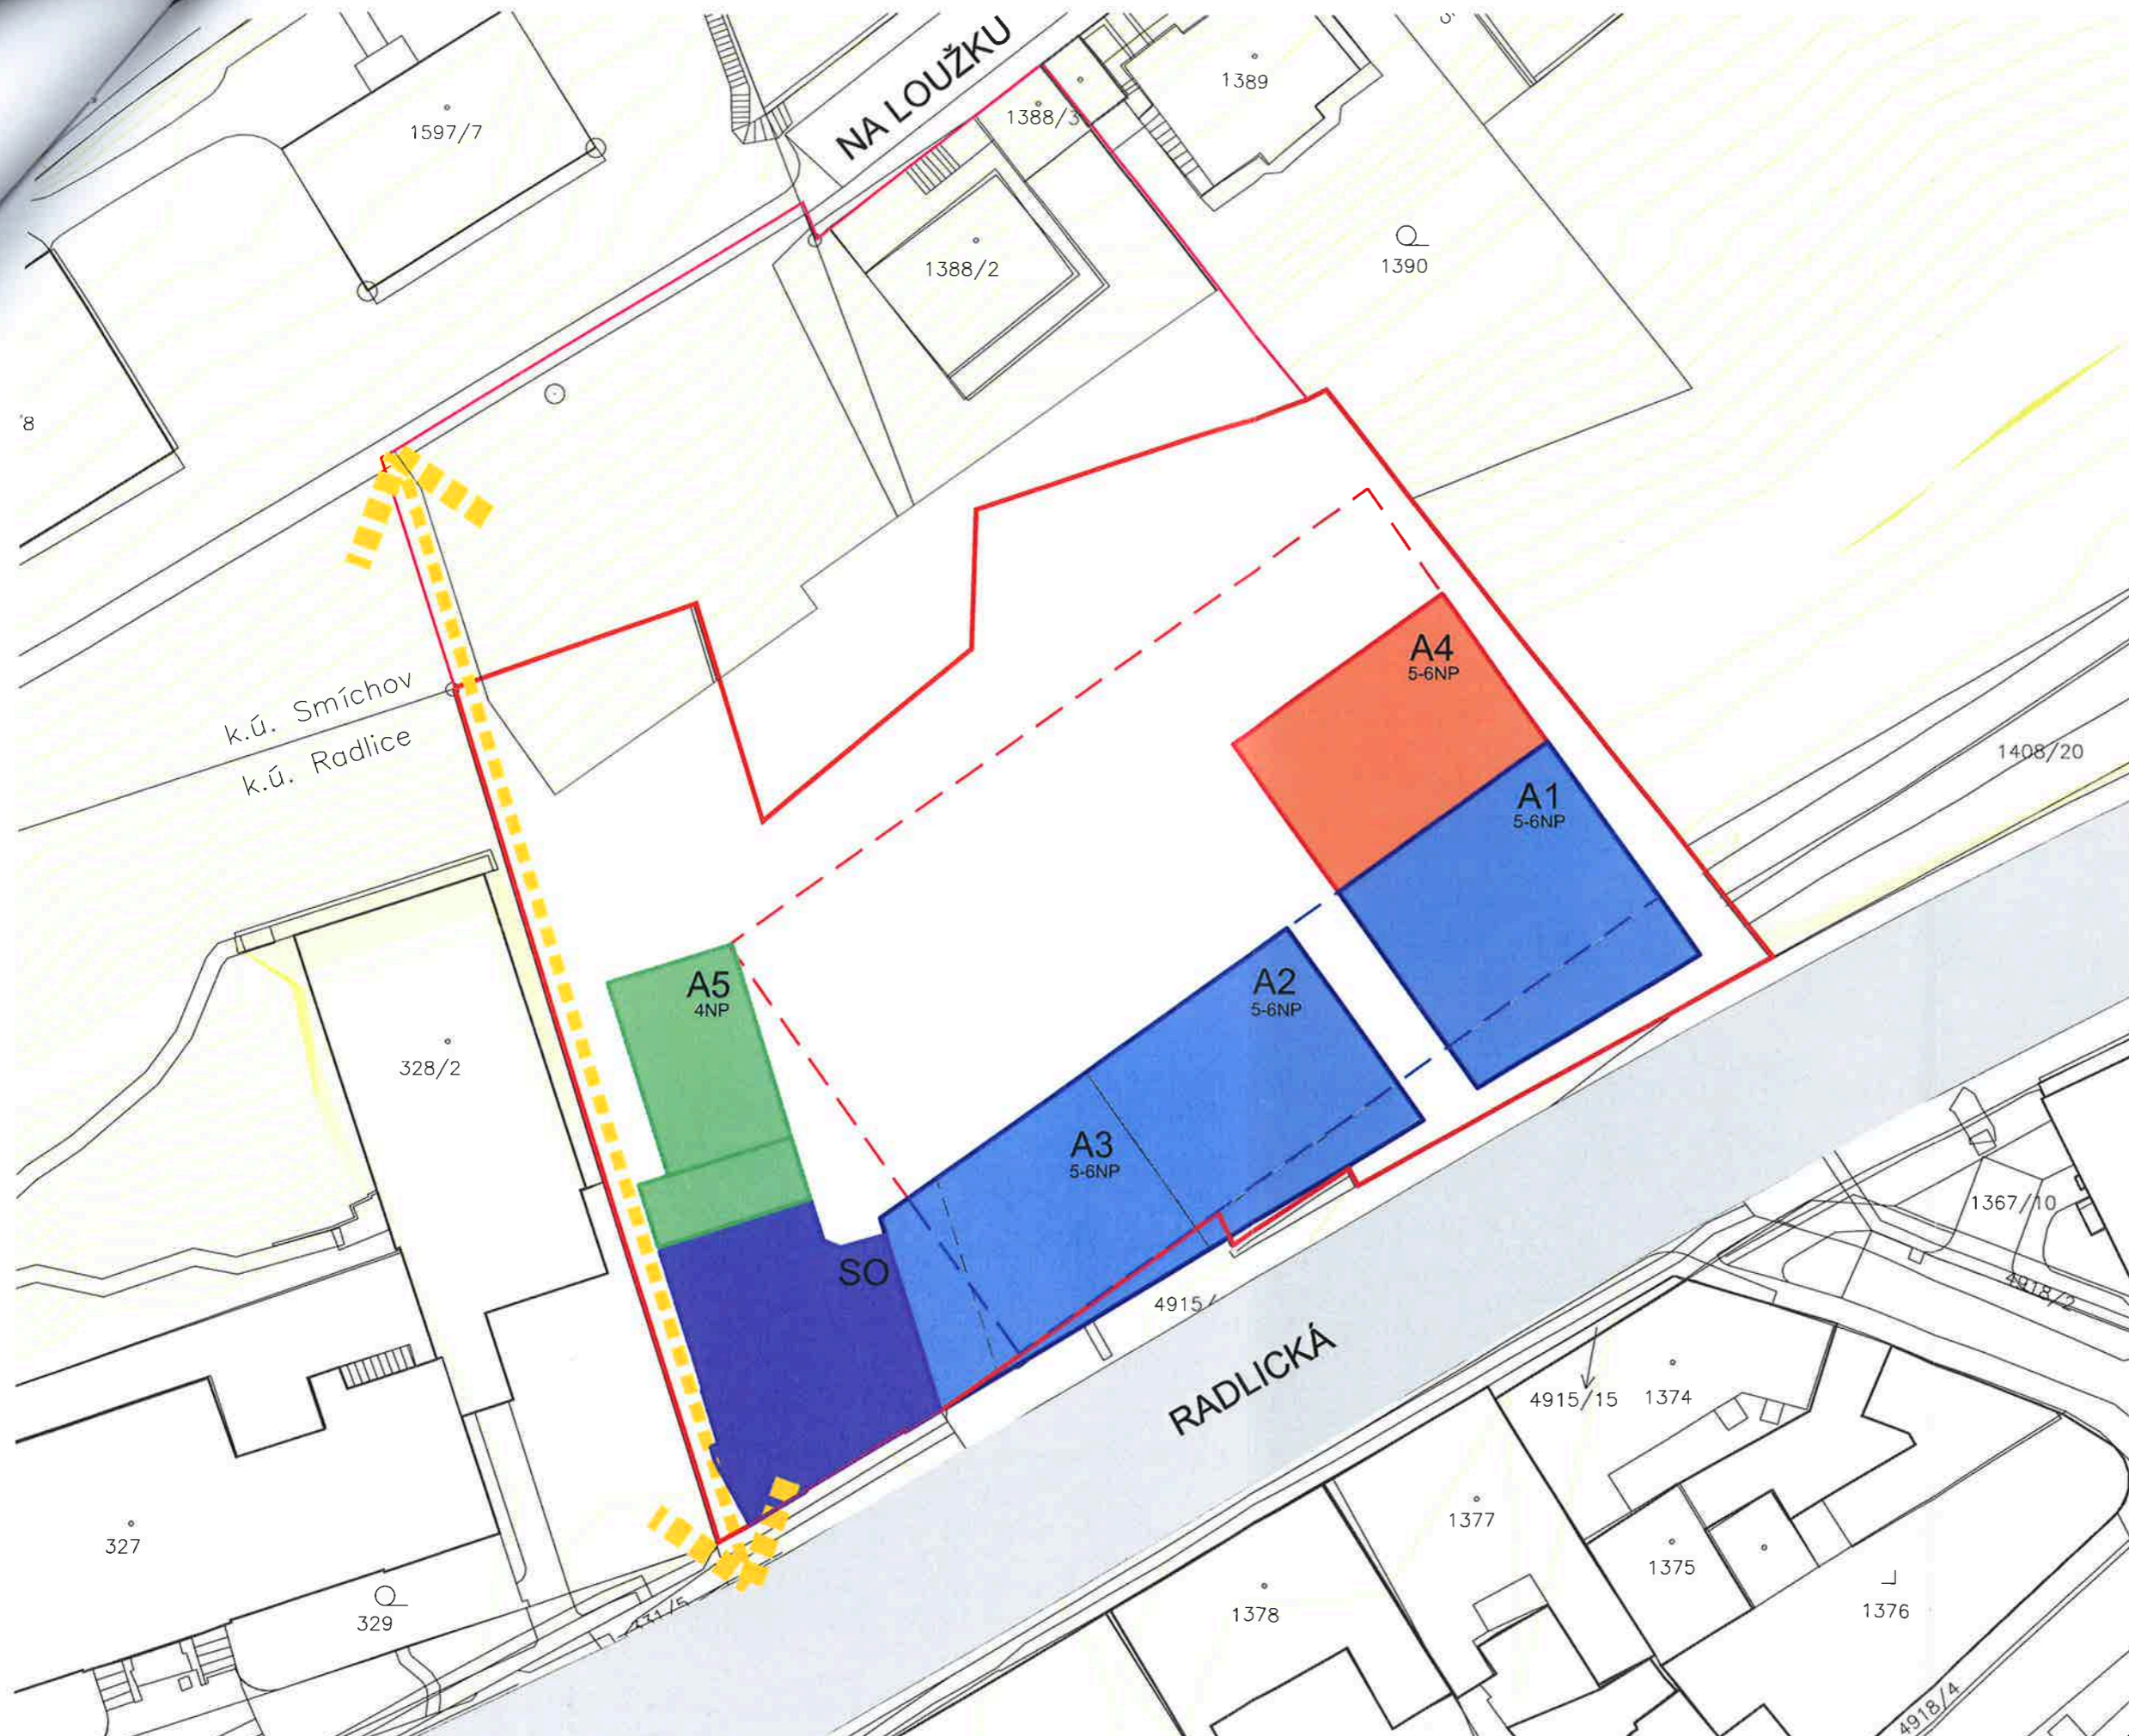 NA LOUŽKU
1389
1388/3
1597/7
1388/2
1390
8
k.ú. Smíchov
k.ú. Radlice
A4
5-6NP
A1
5-6NP
1408/20
A5
4NP
A2
5-6NP
328/2
A3
5-6NP
SO
1367/10
4918/2
4915/
RADLICKÁ
4915/15
1374
1377
1375
1378
1376
327
329
4918/4